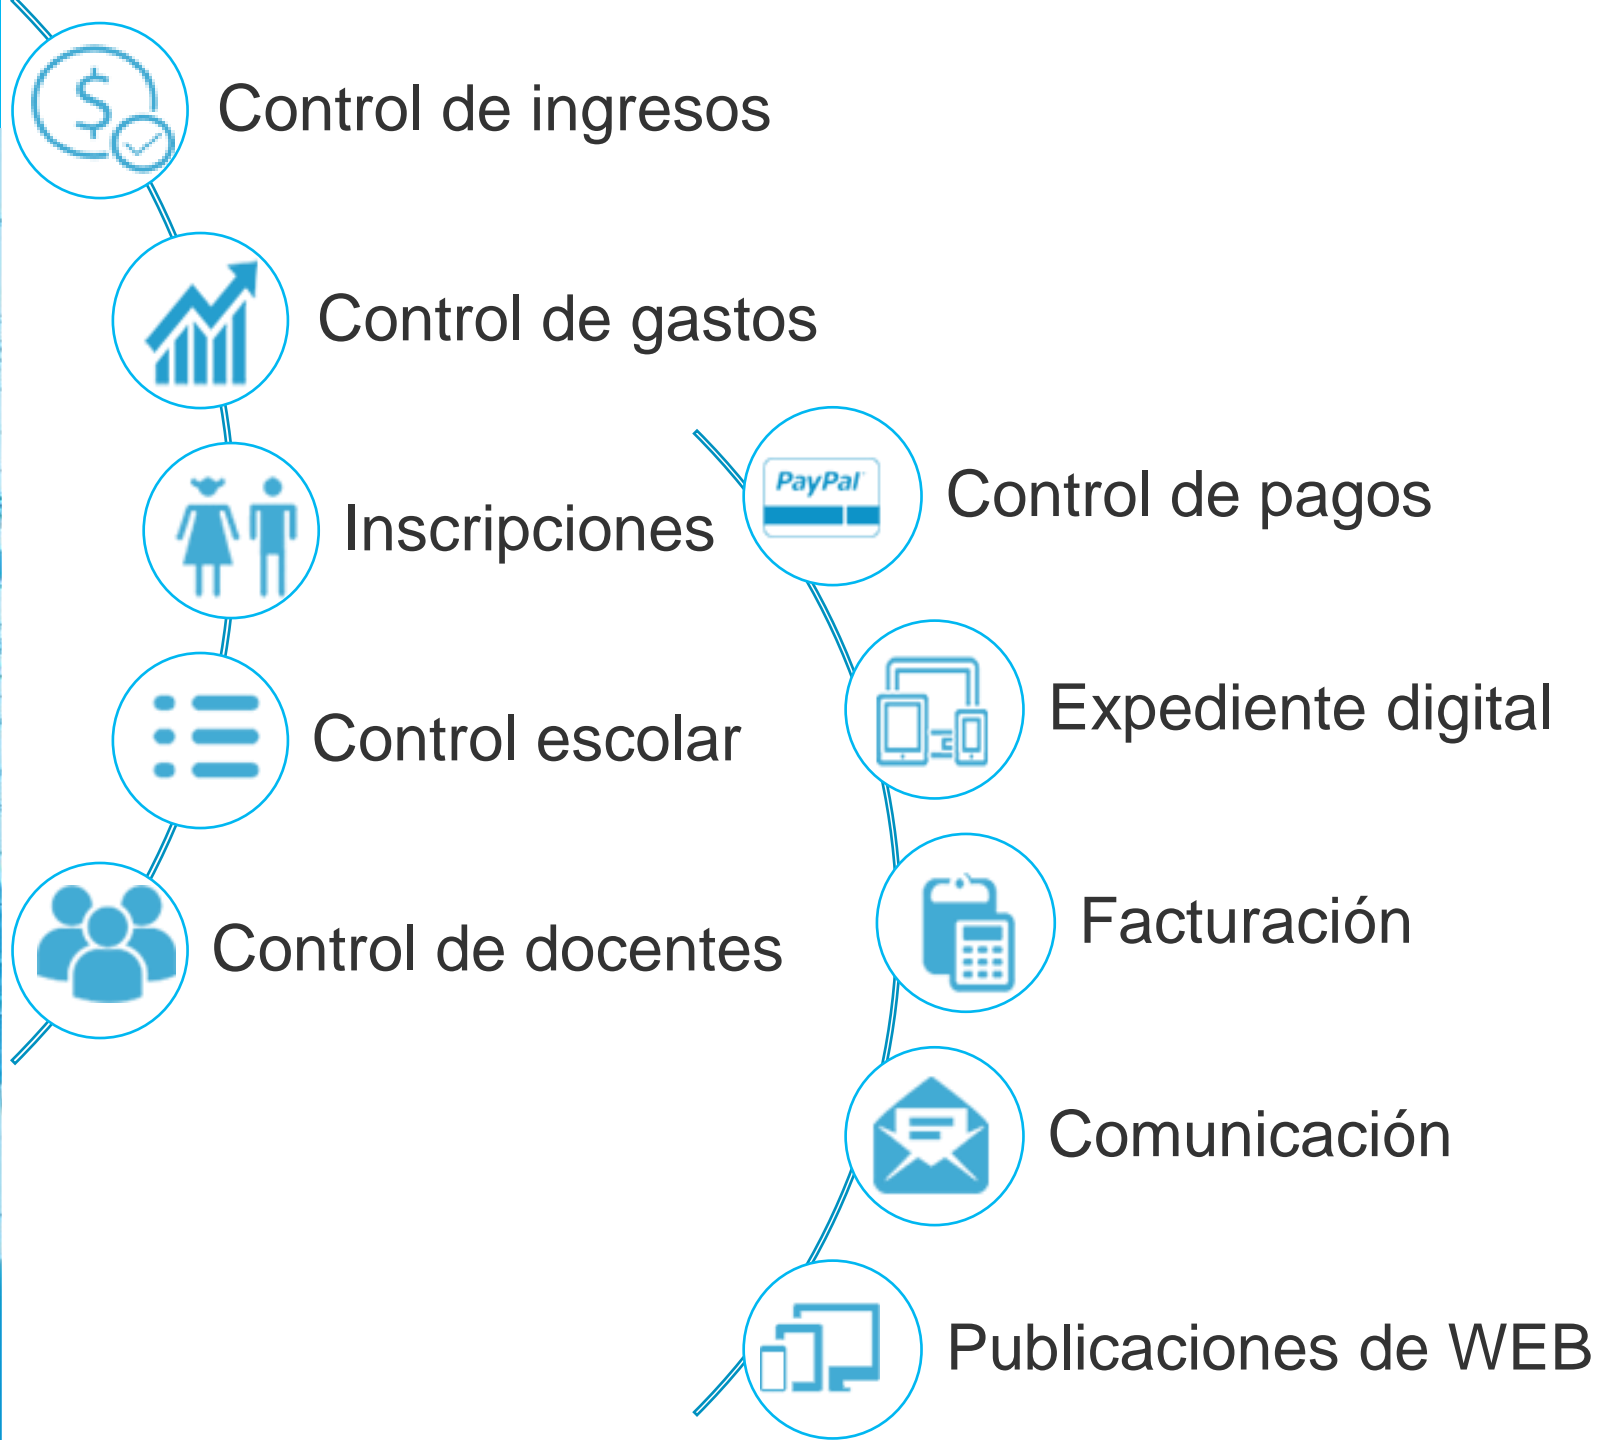 Control de ingresos
Control de gastos
Inscripciones
Control escolar
Control de docentes
PayPal
Control de pagos
Expediente digital
Facturación
Comunicación
Publicaciones de WEB